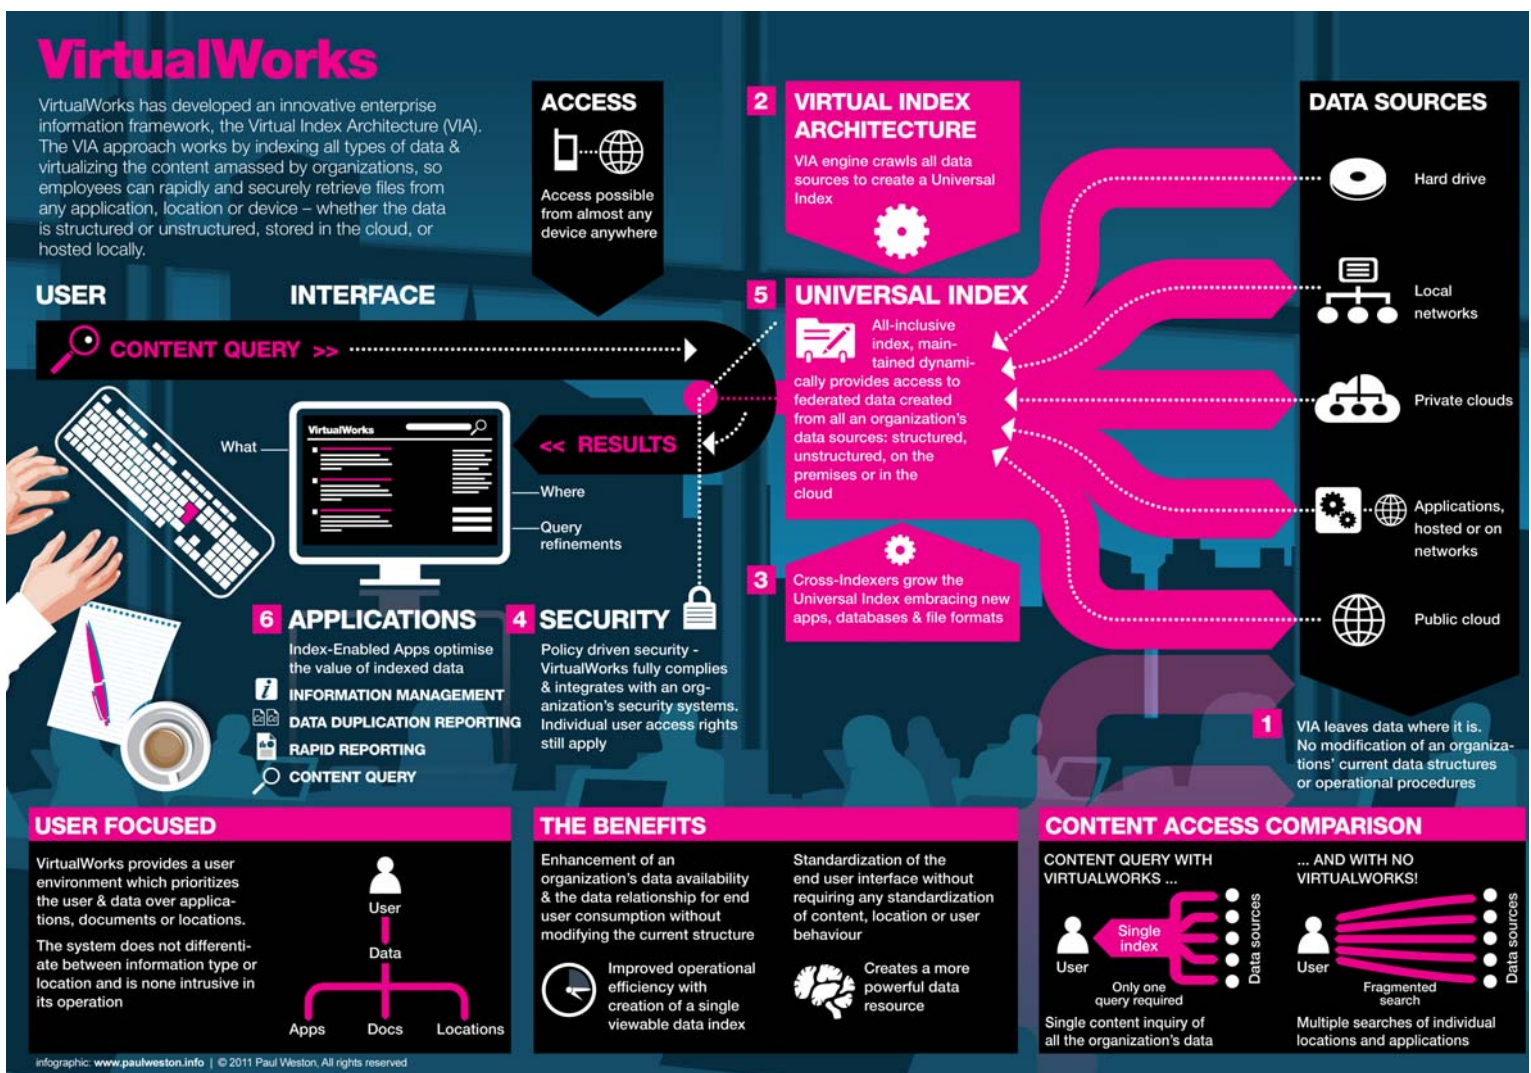 VirtualWorks
VirtualWorks has developed an innovative enterprise
information framework, the Virtual Index Architecture (VIA).
The VIA approach works by indexing all types of data &
virtualizing the content amassed by organizations, so
employees can rapidly and securely retrieve files from
any application, location or device – whether the data
is structured or unstructured, stored in the cloud, or
hosted locally.
ACCESS
Access possible
from almost any
device anywhere
2
VIRTUAL INDEX
ARCHITECTURE
VIA engine crawls all data
sources to create a Universal
Index
DATA SOURCES
Hard drive
Local
networks
Private clouds
Applications,
hosted or on
networks
Public cloud
USER
INTERFACE
CONTENT QUERY >>
<< RESULTS
What
VirtualWorks
Where
Query
refinements
5
UNIVERSAL INDEX
All-inclusive
index, main-
tained dynami-
cally provides access to
federated data created
from all an organization's
data sources: structured,
unstructured, on the
premises or in the
cloud
3
Cross-Indexers grow the
Universal Index embracing new
apps, databases & file formats
6
APPLICATIONS
Index-Enabled Apps optimise
the value of indexed data
i
INFORMATION MANAGEMENT
DATA DUPLICATION REPORTING
RAPID REPORTING
CONTENT QUERY
4
SECURITY
Policy driven security -
VirtualWorks fully complies
& integrates with an org-
anization's security systems.
Individual user access rights
still apply
1
VIA leaves data where it is.
No modification of an organiza-
tions' current data structures
or operational procedures
USER FOCUSED
VirtualWorks provides a user
environment which prioritizes
the user & data over applica-
tions, documents or locations.
The system does not differenti-
ate between information type or
location and is none intrusive in
its operation
User
Data
Apps
Docs
Locations
THE BENEFITS
Enhancement of an
organization's data availability
& the data relationship for end
user consumption without
modifying the current structure
Improved operational
efficiency with
creation of a single
viewable data index
Standardization of the
end user interface without
requiring any standardization
of content, location or user
behaviour
Creates a more
powerful data
resource
CONTENT ACCESS COMPARISON
CONTENT QUERY WITH
VIRTUALWORKS ...
User
Single
index
Data sources
Only one
query required
Single content inquiry of
all the organization's data
... AND WITH NO
VIRTUALWORKS!
User
Data sources
Fragmented
search
Multiple searches of individual
locations and applications
infographic: www.paulweston.info | © 2011 Paul Weston, All rights reserved